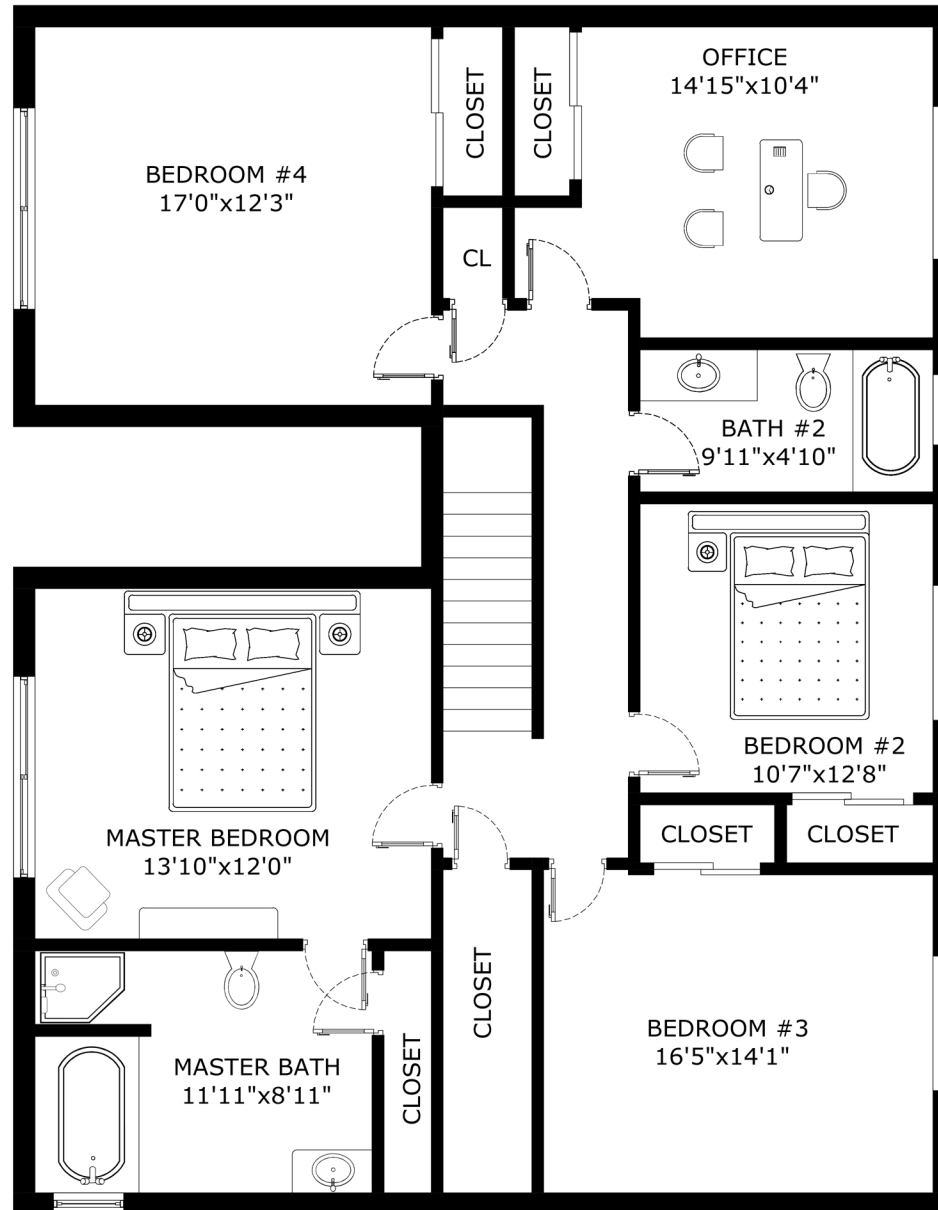 OFFICE
14'15"x10'4"
CLOSET
CLOSET
BEDROOM #4
17'0"x12'3"
CL
BATH #2
9'11"x4'10"
BEDROOM #2
10'7"x12'8"
MASTER BEDROOM
13'10"x12'0"
CLOSET
CLOSET
CLOSET
BEDROOM #3
16'5"x14'1"
MASTER BATH
11'11"x8'11"
CLOSET